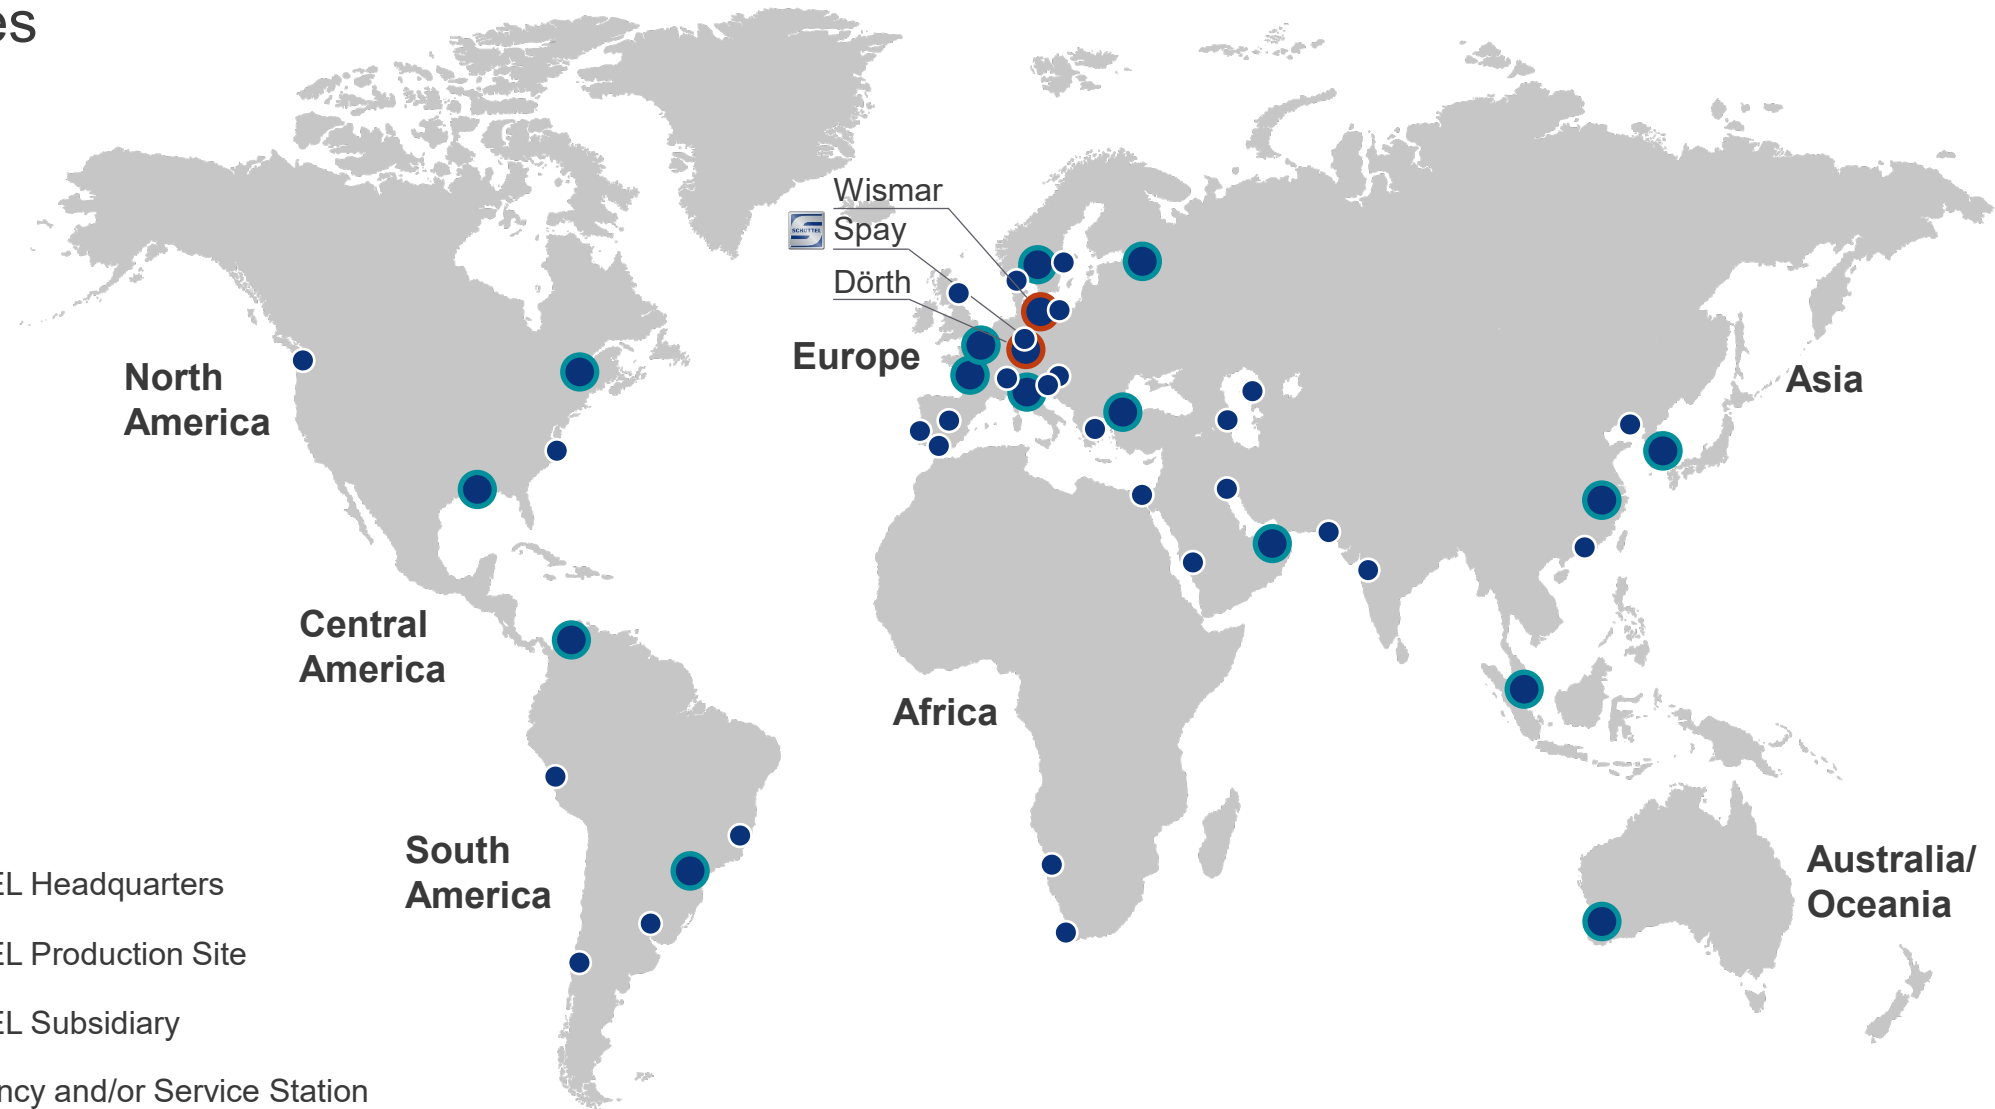 es
Wismar
SCHOTTEL
Spay
Dörth
Europe
North
America
Asia
Central
America
Africa
South
America
Australia/
Oceania
EL Headquarters
EL Production Site
EL Subsidiary
ncy and/or Service Station